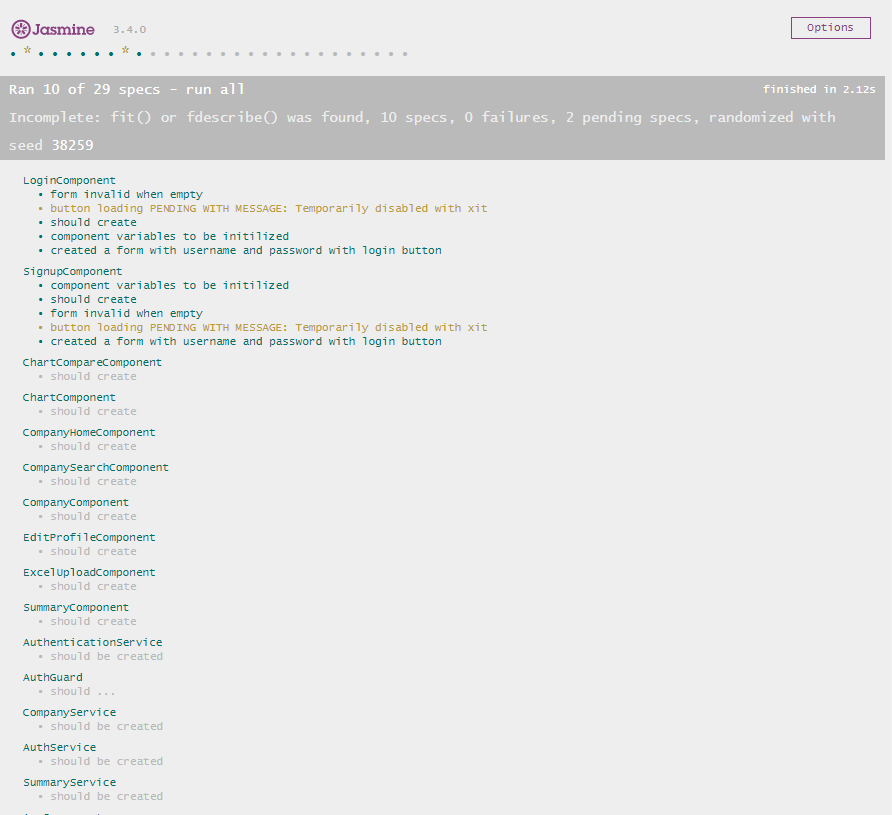 Jasmine 3.4.0 Options
Ran 10 of 29 specs - run all finished in 2.12s
Incomplete: fit() or fdescribe() was found, 10 specs, 0 failures, 2 pending specs, randomized with
seed 38259
LoginComponent
• form invalid when empty
• button loading PENDING WITH MESSAGE: Temporarily disabled with xit
• should create
• component variables to be initilized
• created a form with username and password with login button
SignupComponent
• component variables to be initilized
• should create
• form invalid when empty
• button loading PENDING WITH MESSAGE: Temporarily disabled with xit
• created a form with username and password with login button
ChartCompareComponent
• should create
ChartComponent
• should create
CompanyHomeComponent
• should create
CompanySearchComponent
• should create
CompanyComponent
• should create
EditProfileComponent
• should create
ExcelUploadComponent
• should create
SummaryComponent
• should create
AuthenticationService
• should be created
AuthGuard
• should ...
CompanyService
• should be created
AuthService
• should be created
SummaryService
• should be created